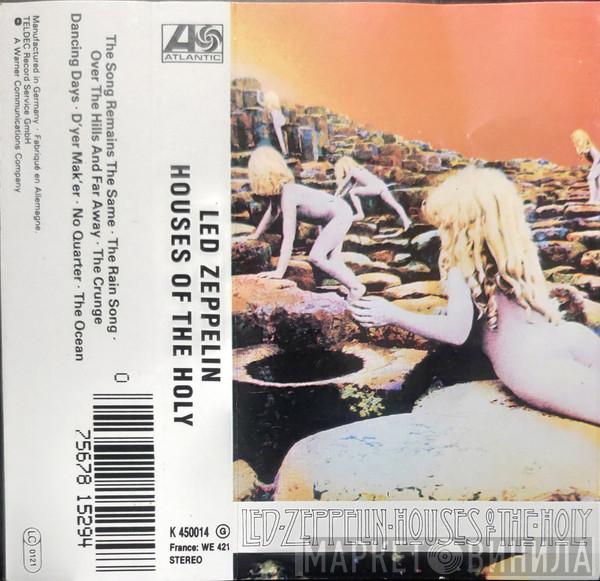 ATLANTIC
The Song Remains The Same · The Rain Song ·
Over The Hills And Far Away · The Crunge
Dancing Days · D'yer Mak'er · No Quarter · The Ocean
Manufactured in Germany · Fabriqué en Allemagne.
TELDEC Record Service GmbH
A Warner Communications Company
LED ZEPPELIN
HOUSES OF THE HOLY
0
75678 15294
LC 0121
K 450014 G
France: WE 421
STEREO
LED·ZEPPELIN·HOUSES OF THE·HOLY
МАРКЕТ ВИНИЛА